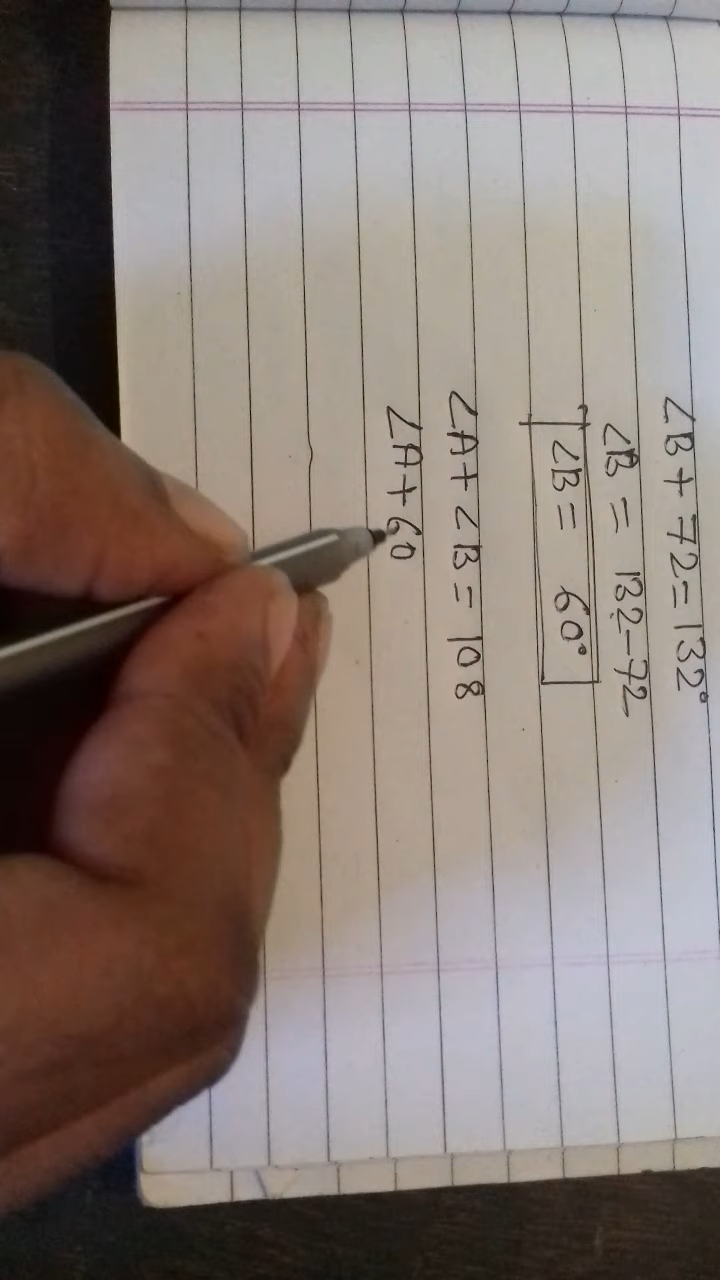 ∠B + 72 = 132°
∠B = 132 - 72
∠B = 60°
∠A + ∠B = 108
∠A + 60